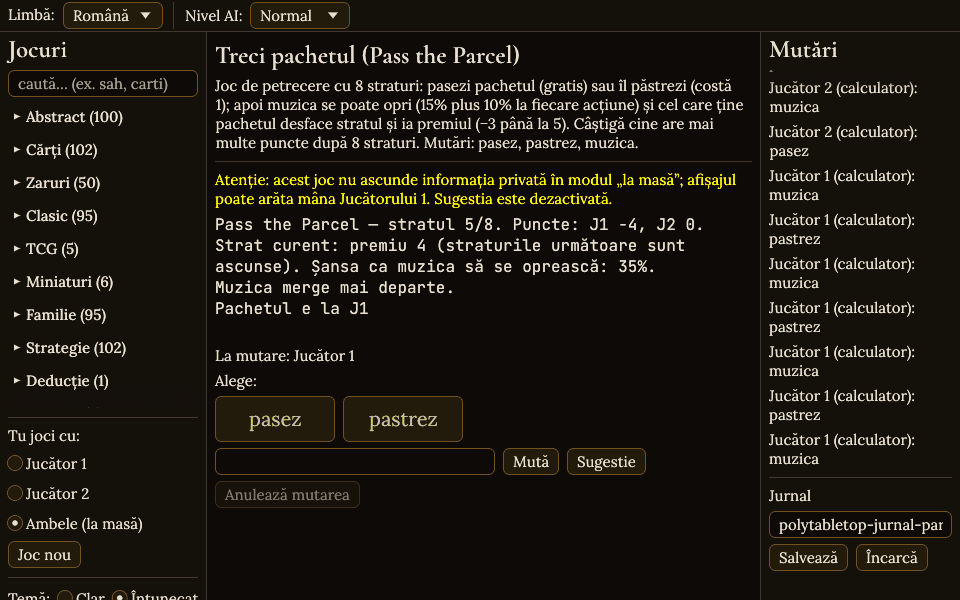 Limbă: Română ▼ Nivel AI: Normal ▼
Jocuri
caută... (ex. sah, carti)
▸ Abstract (100)
▸ Cărți (102)
▸ Zaruri (50)
▸ Clasic (95)
▸ TCG (5)
▸ Miniaturi (6)
▸ Familie (95)
▸ Strategie (102)
▸ Deducție (1)
Tu joci cu:
Jucător 1
Jucător 2
Ambele (la masă)
Joc nou
Temă: Clar Întunecat
Treci pachetul (Pass the Parcel)
Joc de petrecere cu 8 straturi: pasezi pachetul (gratis) sau îl păstrezi (costă
1); apoi muzica se poate opri (15% plus 10% la fiecare acțiune) și cel care ține
pachetul desface stratul și ia premiul (−3 până la 5). Câștigă cine are mai
multe puncte după 8 straturi. Mutări: pasez, pastrez, muzica.
Atenție: acest joc nu ascunde informația privată în modul „la masă”; afișajul
poate arăta mâna Jucătorului 1. Sugestia este dezactivată.
Pass the Parcel — stratul 5/8. Puncte: J1 -4, J2 0.
Strat curent: premiu 4 (straturile următoare sunt
ascunse). Șansa ca muzica să se oprească: 35%.
Muzica merge mai departe.
Pachetul e la J1
La mutare: Jucător 1
Alege:
pasez pastrez
Mută Sugestie
Anulează mutarea
Mutări
Jucător 2 (calculator):
muzica
Jucător 2 (calculator):
pasez
Jucător 1 (calculator):
muzica
Jucător 1 (calculator):
pastrez
Jucător 1 (calculator):
muzica
Jucător 1 (calculator):
pastrez
Jucător 1 (calculator):
muzica
Jucător 1 (calculator):
pastrez
Jucător 1 (calculator):
muzica
Jurnal
polytabletop-jurnal-par
Salvează Încarcă